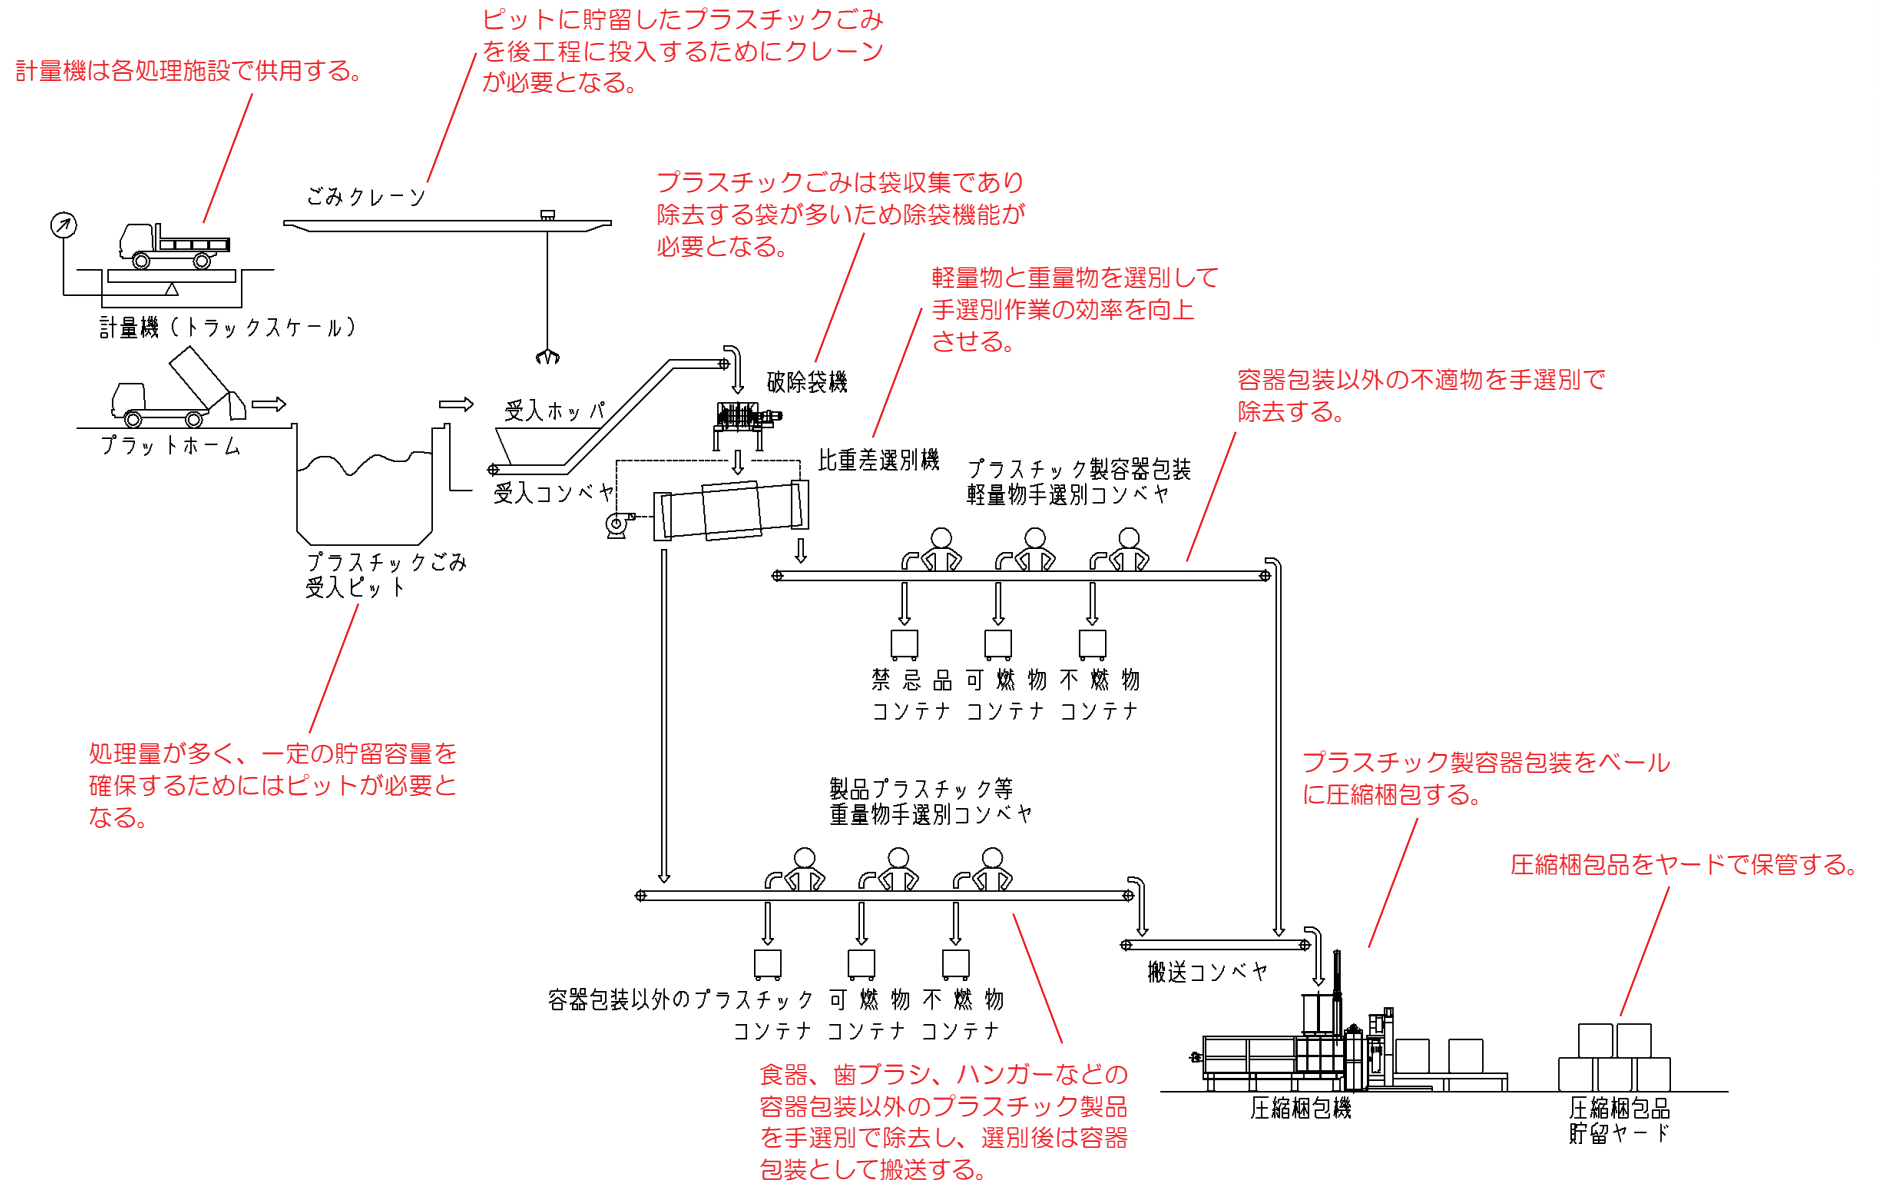 ピットに貯留したプラスチックごみ
を後工程に投入するためにクレーン
が必要となる。
計量機は各処理施設で供用する。
ごみクレーン
プラスチックごみは袋収集であり
除去する袋が多いため除袋機能が
必要となる。
軽量物と重量物を選別して
手選別作業の効率を向上
させる。
計量機(トラックスケール)
破除袋機
容器包装以外の不適物を手選別で
除去する。
受入ホッパ
プラットホーム
比重差選別機
プラスチック製容器包装
軽量物手選別コンベヤ
受入コンベヤ
プラスチックごみ
受入ピット
禁忌品
コンテナ
可燃物
コンテナ
不燃物
コンテナ
処理量が多く、一定の貯留容量を
確保するためにはピットが必要と
なる。
プラスチック製容器包装をベール
に圧縮梱包する。
製品プラスチック等
重量物手選別コンベヤ
圧縮梱包品をヤードで保管する。
搬送コンベヤ
容器包装以外のプラスチック
コンテナ
可燃物
コンテナ
不燃物
コンテナ
食器、歯ブラシ、ハンガーなどの
容器包装以外のプラスチック製品
を手選別で除去し、選別後は容器
包装として搬送する。
圧縮梱包機
圧縮梱包品
貯留ヤード